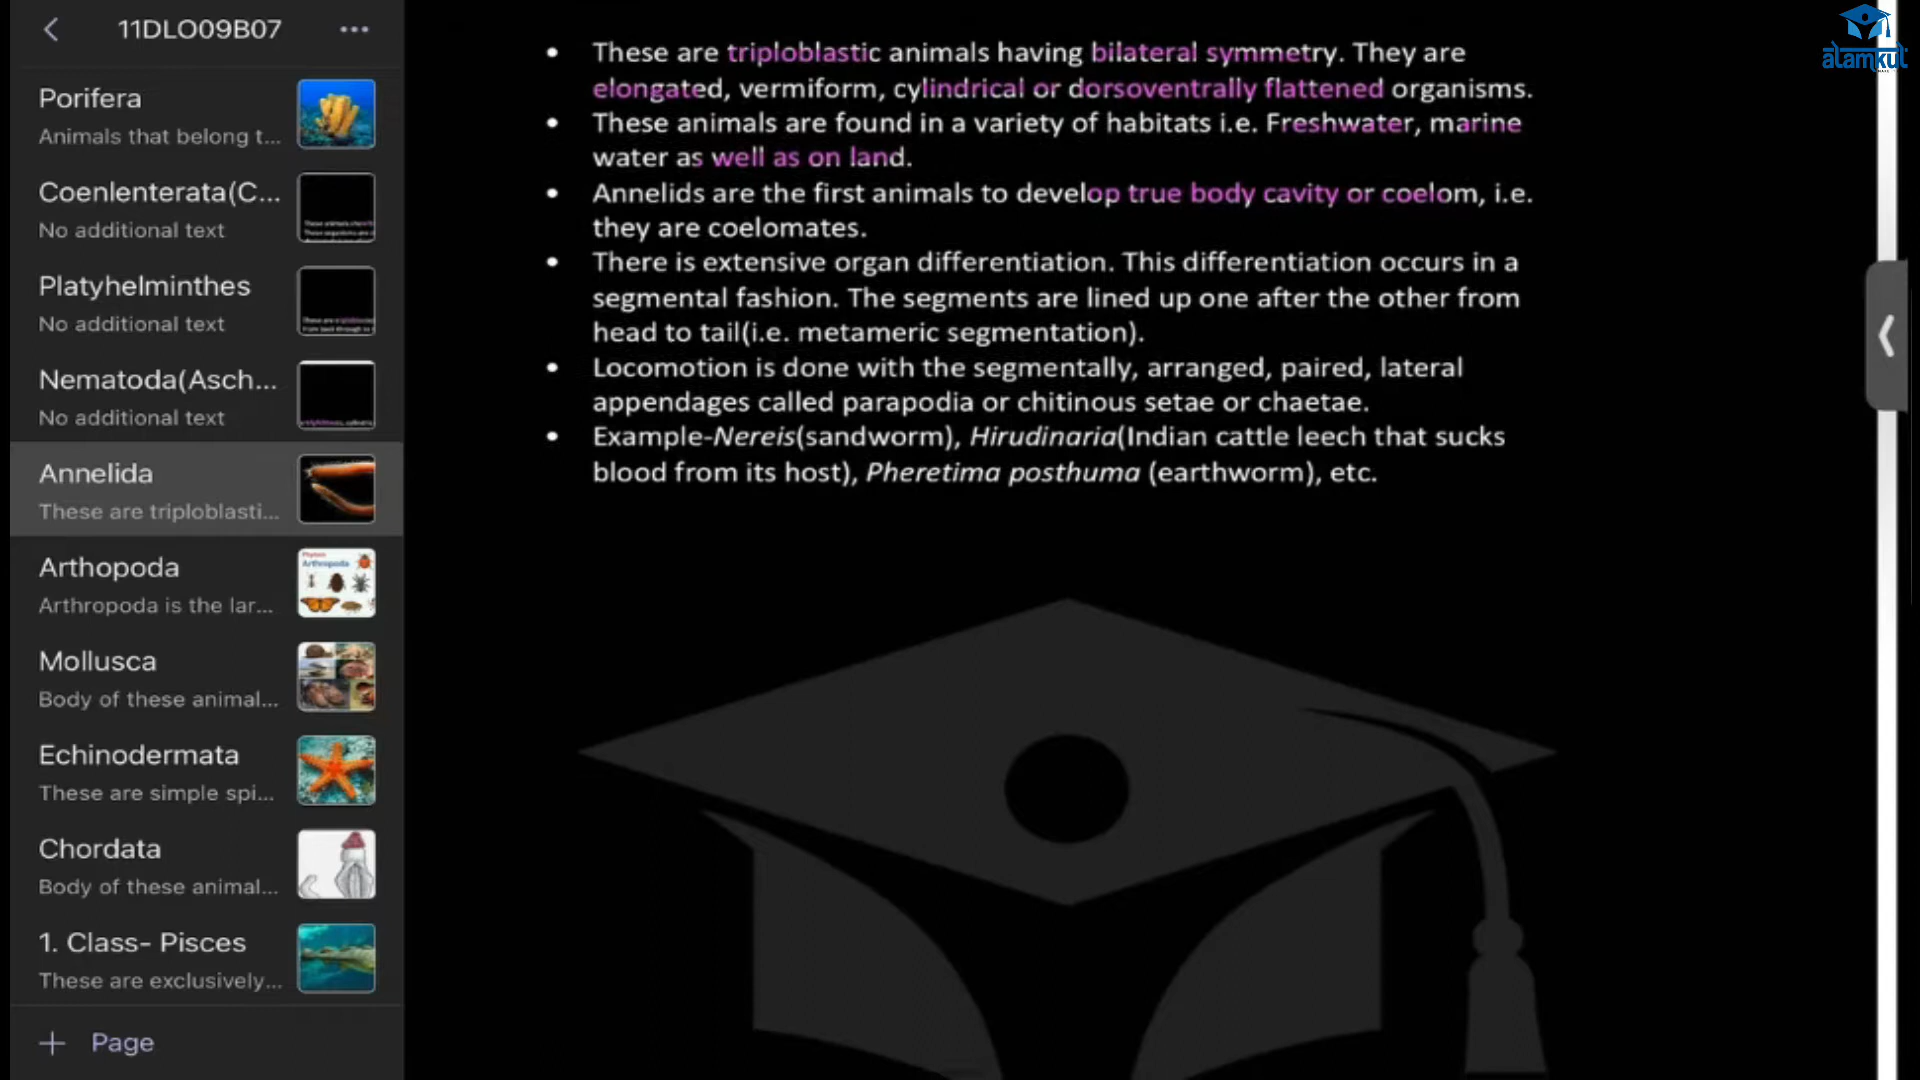 11DLO09B07
Porifera
Animals that belong t...
Coenlenterata(C...
No additional text
Platyhelminthes
No additional text
Nematoda(Asch...
No additional text
Annelida
These are triploblasti...
Arthopoda
Arthropoda is the lar...
Mollusca
Body of these animal...
Echinodermata
These are simple spi...
Chordata
Body of these animal...
1. Class- Pisces
These are exclusively...
+ Page
• These are triploblastic animals having bilateral symmetry. They are
elongated, vermiform, cylindrical or dorsoventrally flattened organisms.
• These animals are found in a variety of habitats i.e. Freshwater, marine
water as well as on land.
• Annelids are the first animals to develop true body cavity or coelom, i.e.
they are coelomates.
• There is extensive organ differentiation. This differentiation occurs in a
segmental fashion. The segments are lined up one after the other from
head to tail(i.e. metameric segmentation).
• Locomotion is done with the segmentally, arranged, paired, lateral
appendages called parapodia or chitinous setae or chaetae.
• Example-Nereis(sandworm), Hirudinaria(Indian cattle leech that sucks
blood from its host), Pheretima posthuma (earthworm), etc.
alamkul